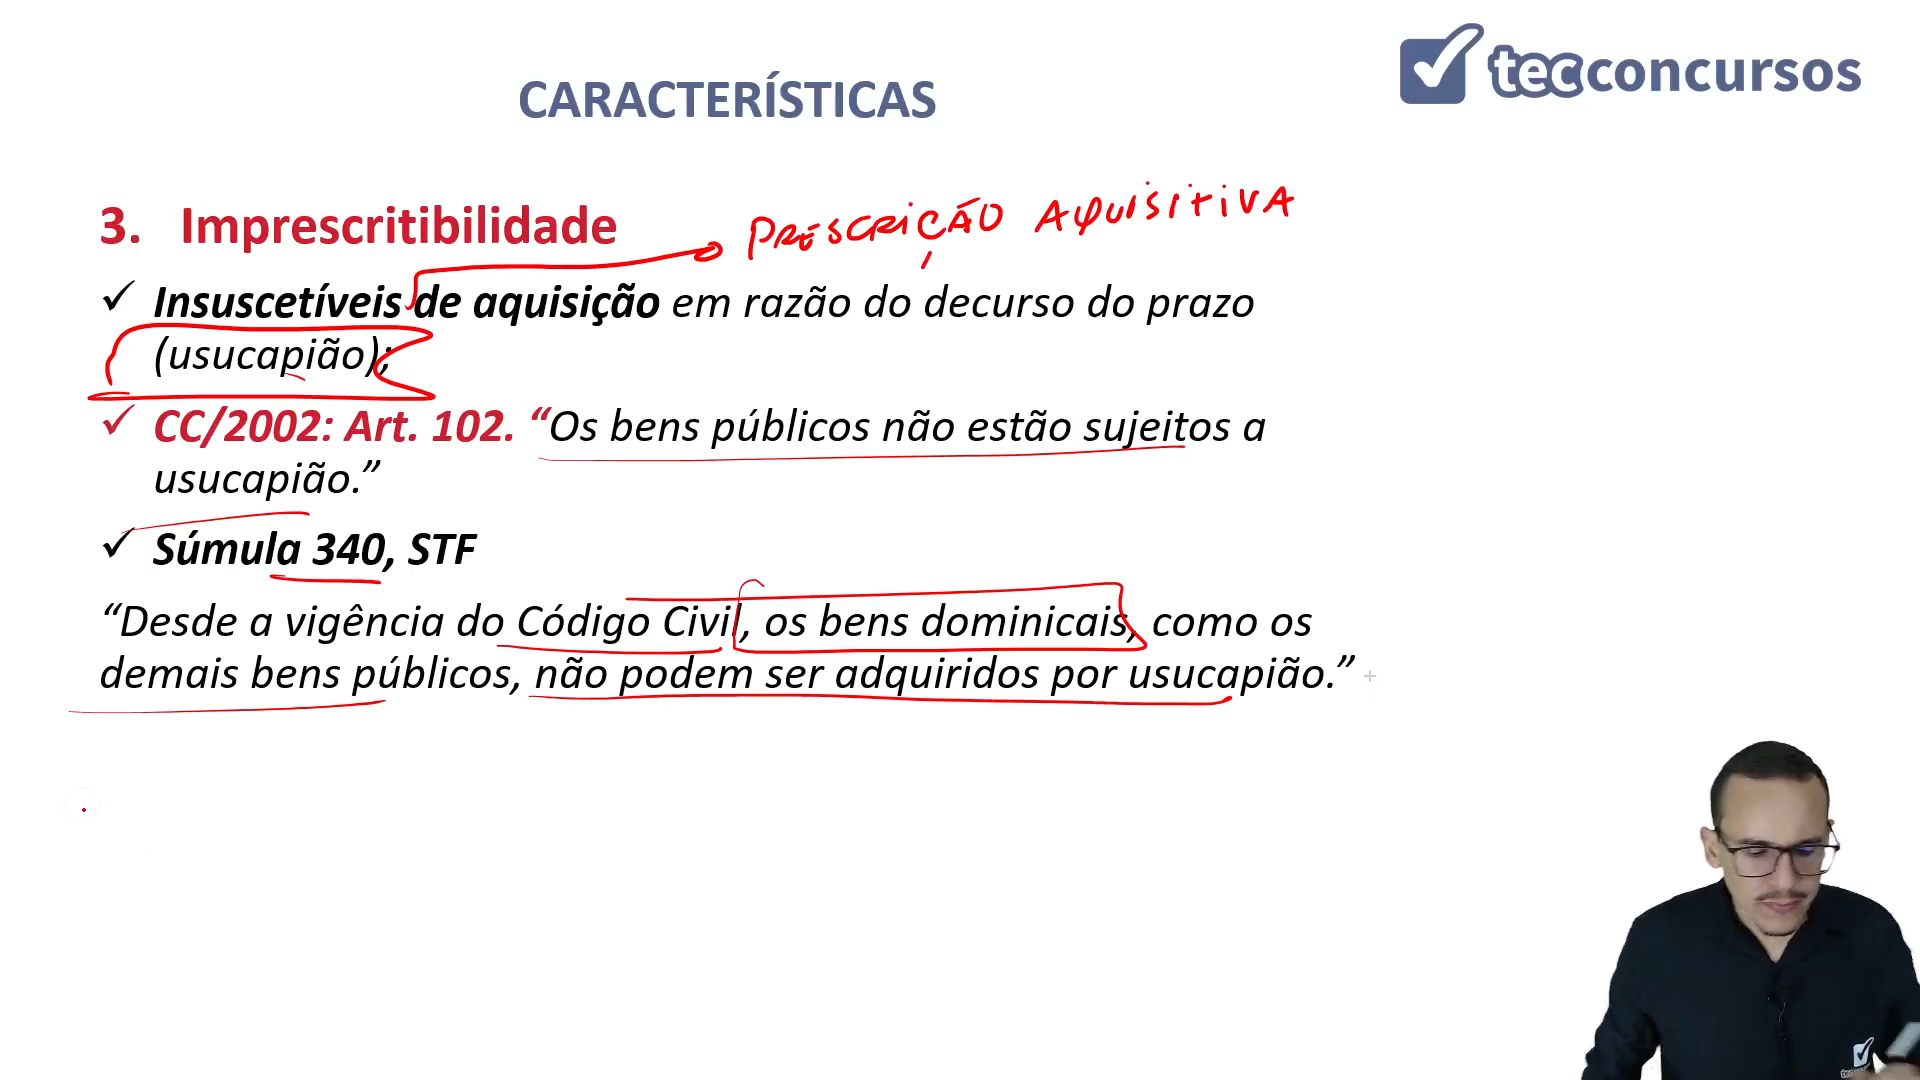 tecconcursos
CARACTERÍSTICAS
3. Imprescritibilidade
PRESCRIÇÃO AQUISITIVA
✓ Insuscetíveis de aquisição em razão do decurso do prazo
(usucapião);
✓ CC/2002: Art. 102. “Os bens públicos não estão sujeitos a
usucapião.”
✓ Súmula 340, STF
“Desde a vigência do Código Civil, os bens dominicais, como os
demais bens públicos, não podem ser adquiridos por usucapião.”